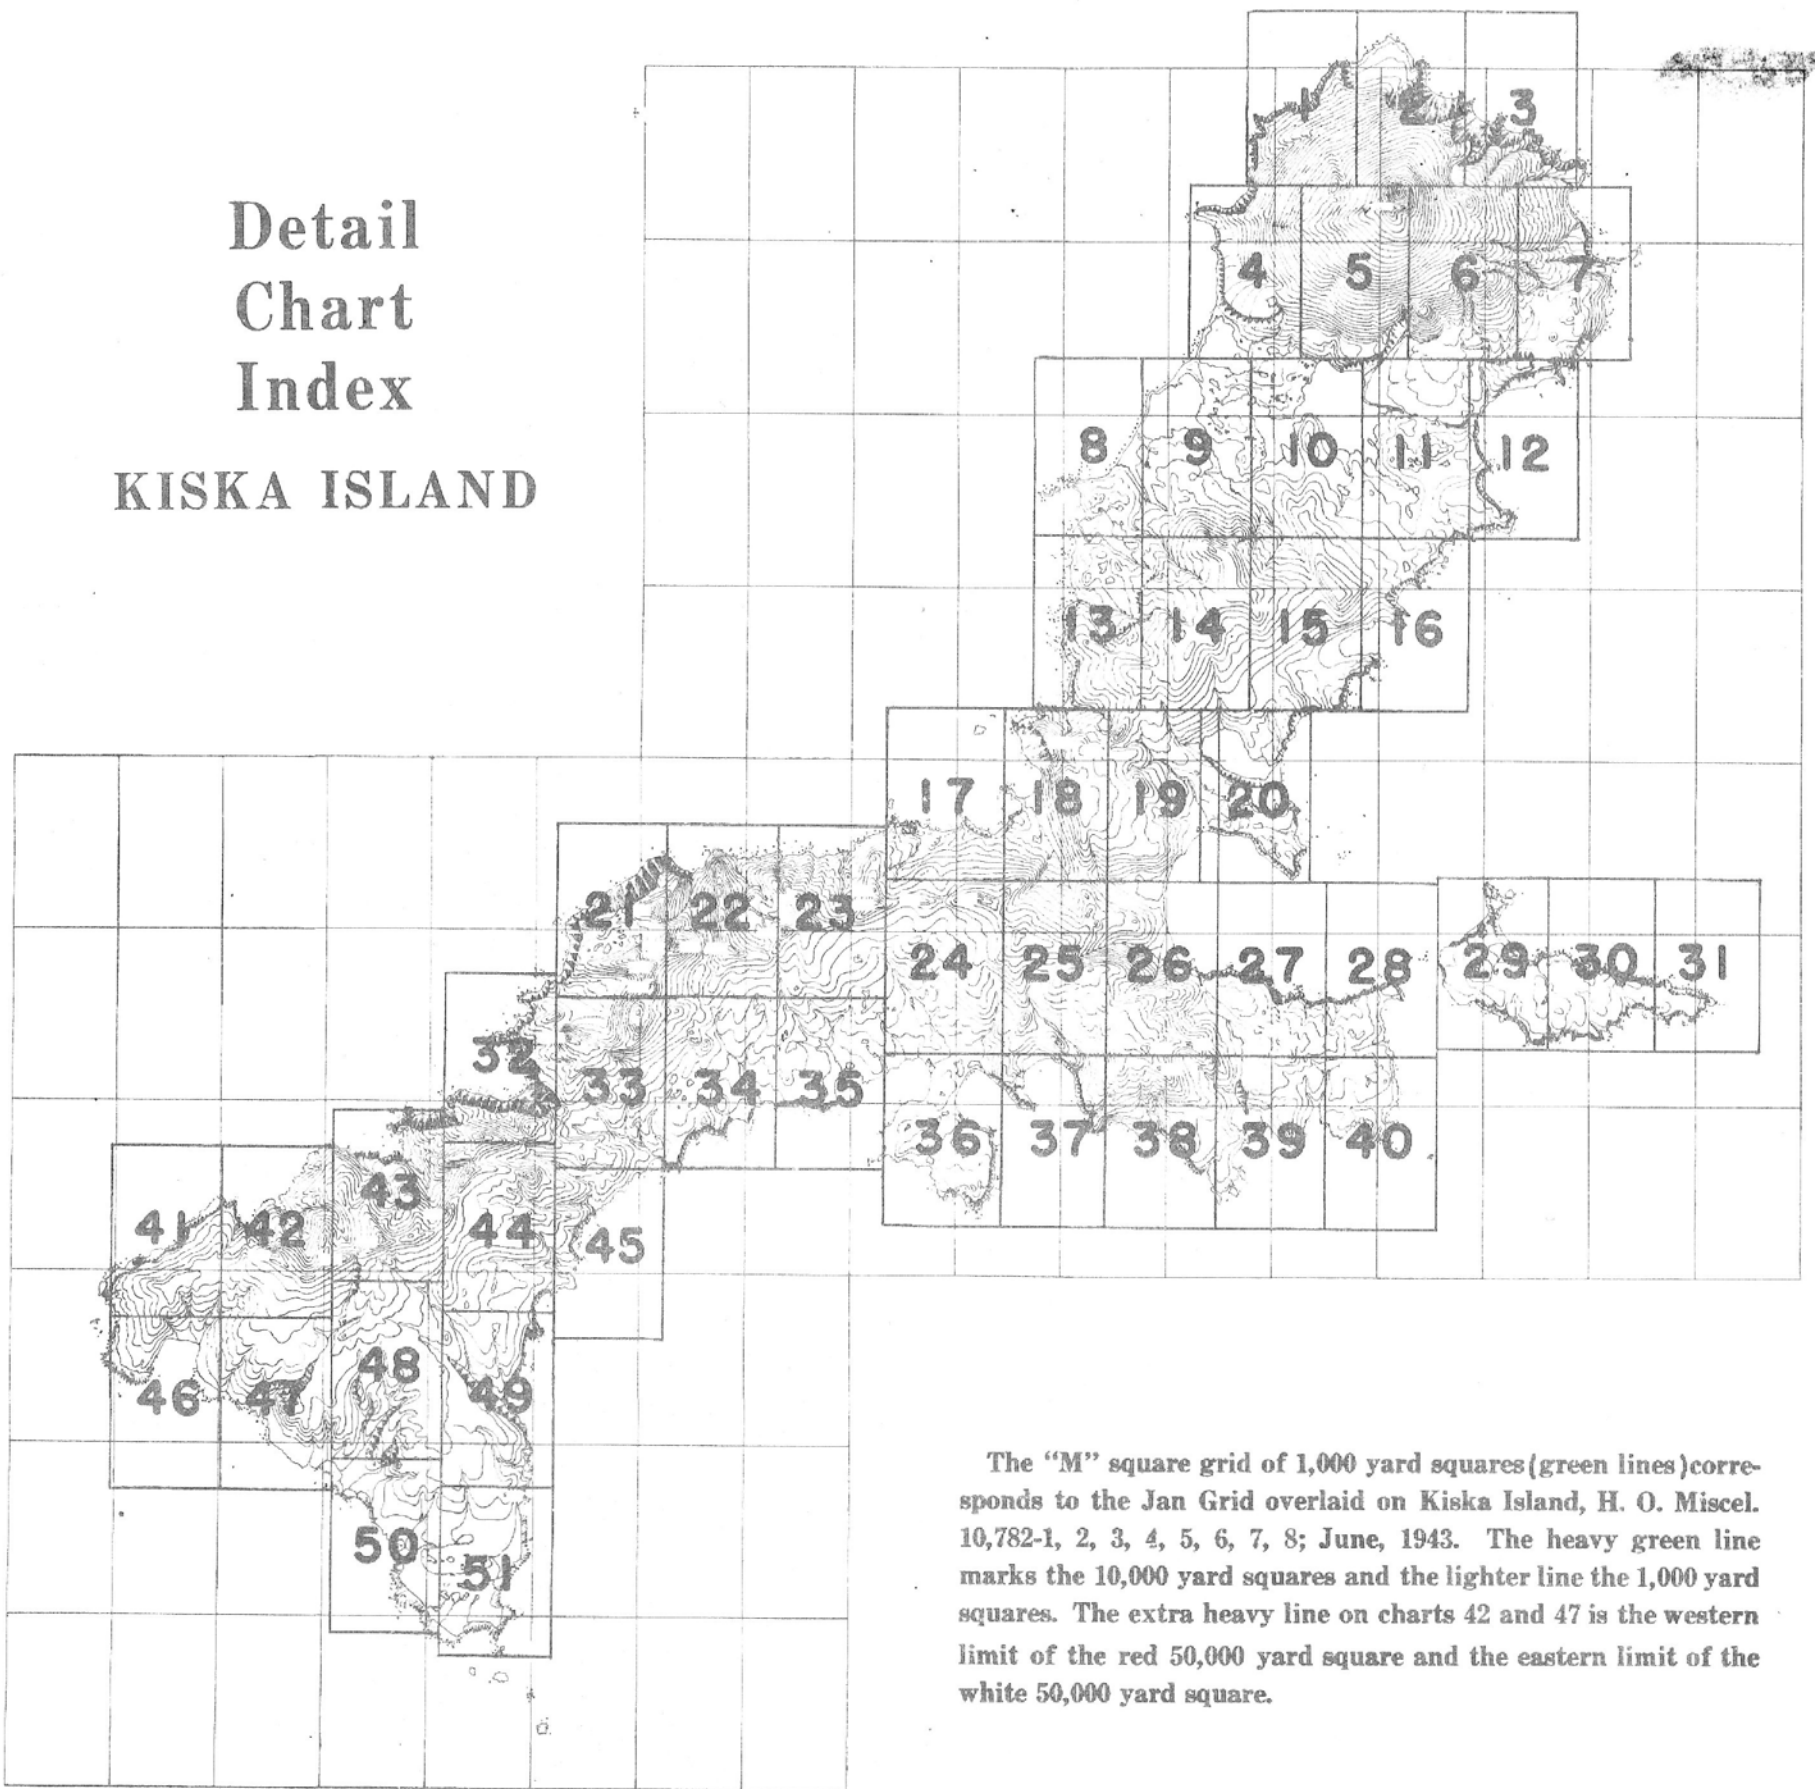 Detail
Chart
Index
KISKA ISLAND
1 2 3
4 5 6 7
8 9 10 11 12
13 14 15 16
17 18 19 20
21 22 23
24 25 26 27 28 29 30 31
32 33 34 35
36 37 38 39 40
41 42 43 44 45
46 47 48 49
50 51
The “M” square grid of 1,000 yard squares(green lines)corre-
sponds to the Jan Grid overlaid on Kiska Island, H. O. Miscel.
10,782-1, 2, 3, 4, 5, 6, 7, 8; June, 1943. The heavy green line
marks the 10,000 yard squares and the lighter line the 1,000 yard
squares. The extra heavy line on charts 42 and 47 is the western
limit of the red 50,000 yard square and the eastern limit of the
white 50,000 yard square.